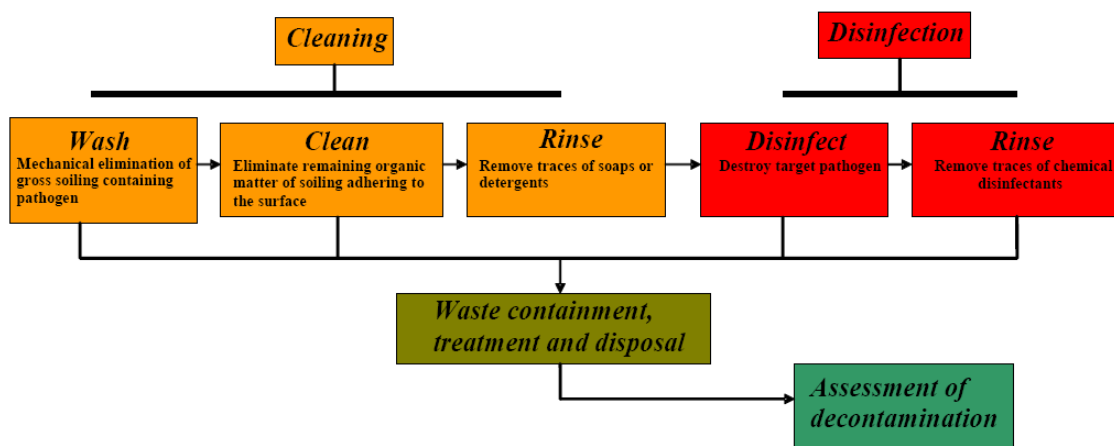 Cleaning
Disinfection
Wash
Mechanical elimination of
gross soiling containing
pathogen
Clean
Eliminate remaining organic
matter of soiling adhering to
the surface
Rinse
Remove traces of soaps or
detergents
Disinfect
Destroy target pathogen
Rinse
Remove traces of chemical
disinfectants
Waste containment,
treatment and disposal
Assessment of
decontamination